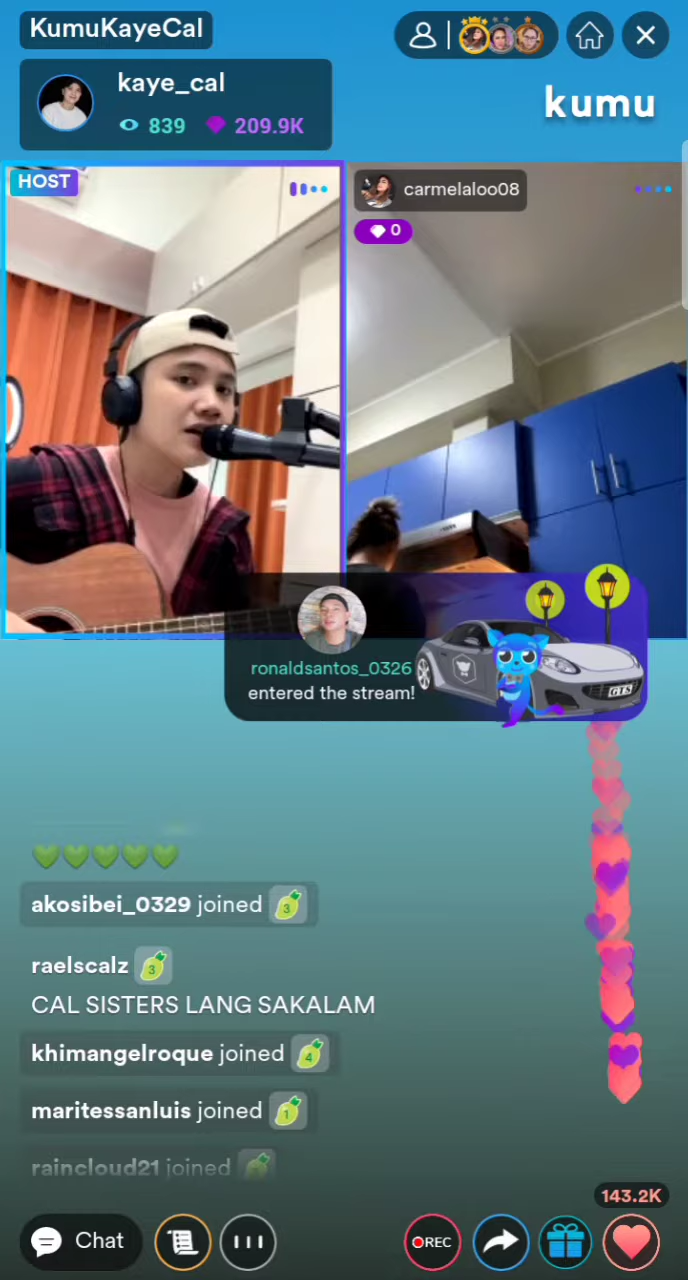 KumuKayeCal
kaye_cal
839
209.9K
kumu
HOST
carmelaloo08
0
ronaldsantos_0326
entered the stream!
GTS
akosibei_0329 joined 3
raelscalz 3
CAL SISTERS LANG SAKALAM
khimangelroque joined 4
maritessanluis joined 1
raincloud21 joined
143.2K
Chat
REC